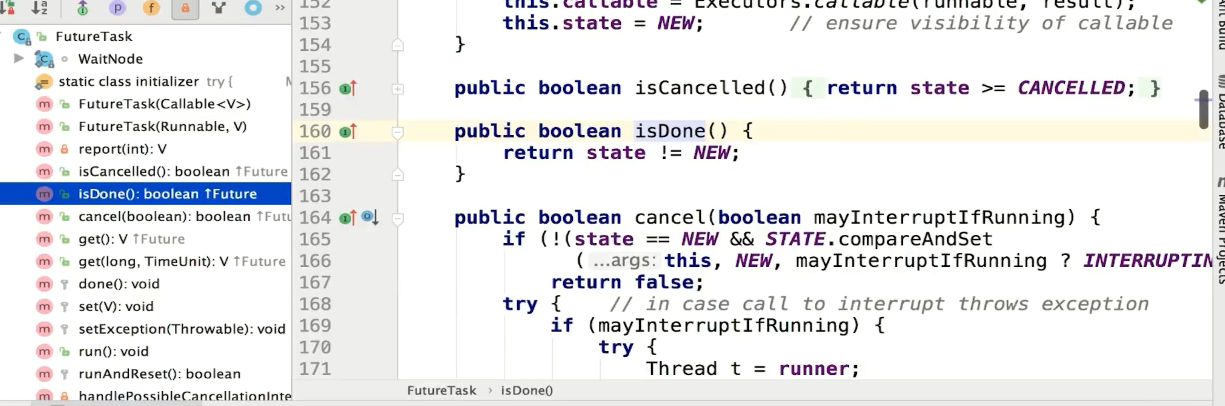 FutureTask
WaitNode
static class initializer try {
FutureTask(Callable<V>)
FutureTask(Runnable, V)
report(int): V
isCancelled(): boolean ↑Future
isDone(): boolean ↑Future
cancel(boolean): boolean ↑Futu
get(): V ↑Future
get(long, TimeUnit): V ↑Future
done(): void
set(V): void
setException(Throwable): void
run(): void
runAndReset(): boolean
handlePossibleCancellationInte
152 this.callable = Executors.callable(runnable, result);
153 this.state = NEW; // ensure visibility of callable
154 }
155
156 public boolean isCancelled() { return state >= CANCELLED; }
159
160 public boolean isDone() {
161 return state != NEW;
162 }
163
164 public boolean cancel(boolean mayInterruptIfRunning) {
165 if (!(state == NEW && STATE.compareAndSet
166 ( ...args: this, NEW, mayInterruptIfRunning ? INTERRUPTIN
167 return false;
168 try { // in case call to interrupt throws exception
169 if (mayInterruptIfRunning) {
170 try {
171 Thread t = runner;
FutureTask › isDone()
Ant Build
Database
Maven Projects